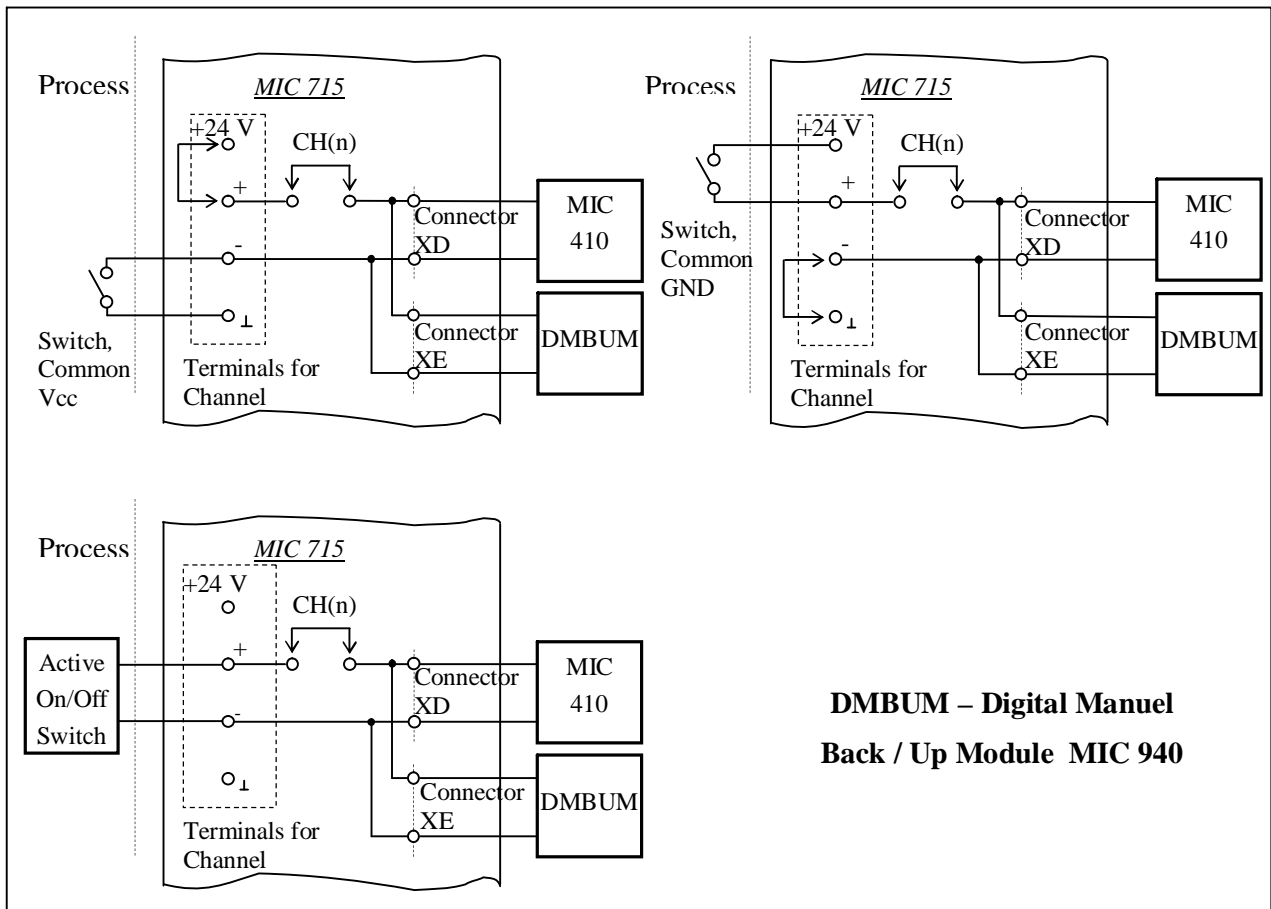 Process
MIC 715
+24 V
CH(n)
+
-
⊥
Connector
XD
Connector
XE
MIC
410
DMBUM
Switch,
Common
Vcc
Terminals for
Channel
Process
MIC 715
+24 V
CH(n)
+
-
⊥
Connector
XD
Connector
XE
MIC
410
DMBUM
Switch,
Common
GND
Terminals for
Channel
Process
MIC 715
+24 V
CH(n)
+
-
⊥
Active
On/Off
Switch
Connector
XD
Connector
XE
MIC
410
DMBUM
Terminals for
Channel
DMBUM – Digital Manuel
Back / Up Module MIC 940